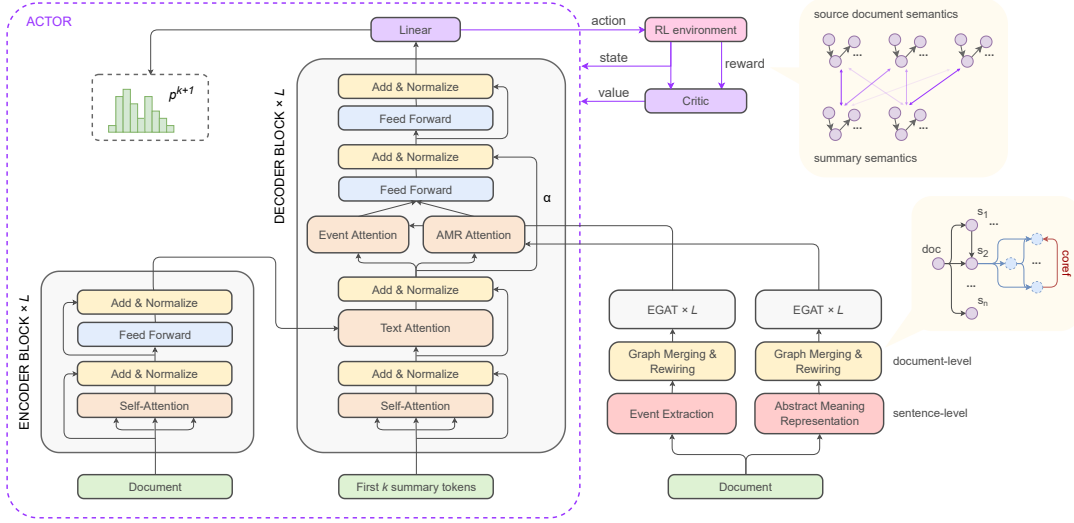 ACTOR
Linear
action
RL environment
state
reward
value
Critic
source document semantics
...
...
...
...
...
summary semantics
p^{k+1}
DECODER BLOCK × L
Add & Normalize
Feed Forward
Add & Normalize
Feed Forward
α
Event Attention
AMR Attention
Add & Normalize
Text Attention
Add & Normalize
Self-Attention
First k summary tokens
ENCODER BLOCK × L
Add & Normalize
Feed Forward
Add & Normalize
Self-Attention
Document
EGAT × L
EGAT × L
Graph Merging &
Rewiring
Graph Merging &
Rewiring
document-level
Event Extraction
Abstract Meaning
Representation
sentence-level
Document
s_1
...
doc
s_2
...
...
s_n
coref